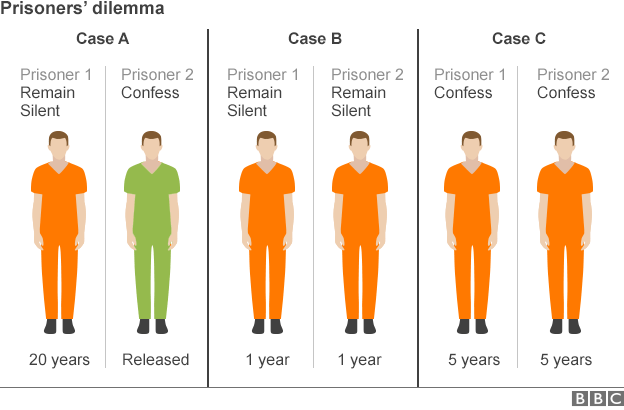 Prisoners' dilemma
Case A
Prisoner 1
Remain
Silent
Prisoner 2
Confess
20 years
Released
Case B
Prisoner 1
Remain
Silent
Prisoner 2
Remain
Silent
1 year
1 year
Case C
Prisoner 1
Confess
Prisoner 2
Confess
5 years
5 years
BBC